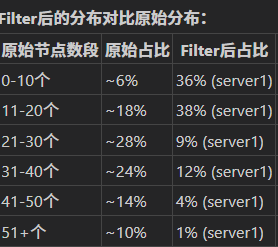 Filter后的分布对比原始分布：
原始节点数段 原始占比 Filter后占比
0-10个 ~6% 36% (server1)
11-20个 ~18% 38% (server1)
21-30个 ~28% 9% (server1)
31-40个 ~24% 12% (server1)
41-50个 ~14% 4% (server1)
51+个 ~10% 1% (server1)